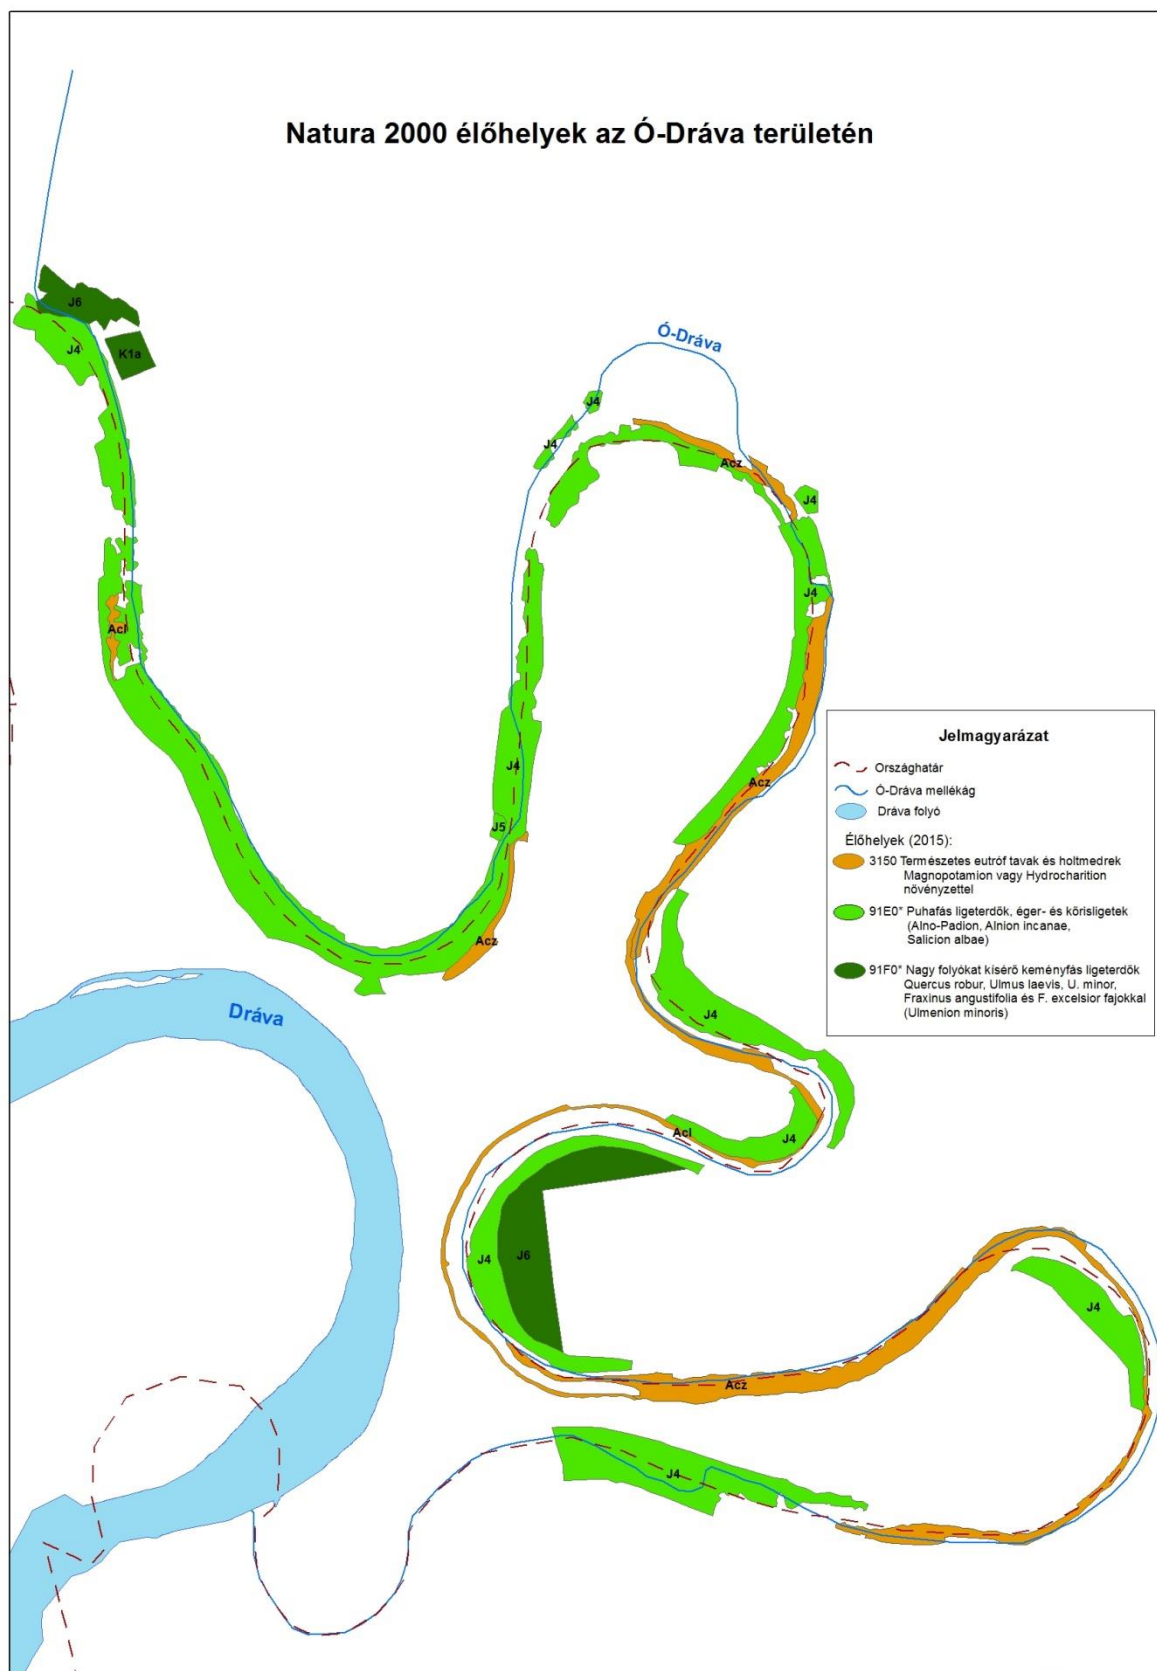 Natura 2000 élőhelyek az Ó-Dráva területén
J6
J4
K1a
Ó-Dráva
J4
J4
Acz
J4
J4
Acl
J4
J5
Acz
Acz
Jelmagyarázat
Országhatár
Ó-Dráva mellékág
Dráva folyó
Élőhelyek (2015):
3150 Természetes eutróf tavak és holtmedrek
Magnopotamion vagy Hydrocharition
növényzettel
91E0* Puhafás ligeterdők, éger- és kőrisligetek
(Alno-Padion, Alnion incanae,
Salicion albae)
91F0* Nagy folyókat kísérő keményfás ligeterdők
Quercus robur, Ulmus laevis, U. minor,
Fraxinus angustifolia és F. excelsior fajokkal
(Ulmenion minoris)
Dráva
J4
Acl
J4
J4
J6
J4
Acz
J4